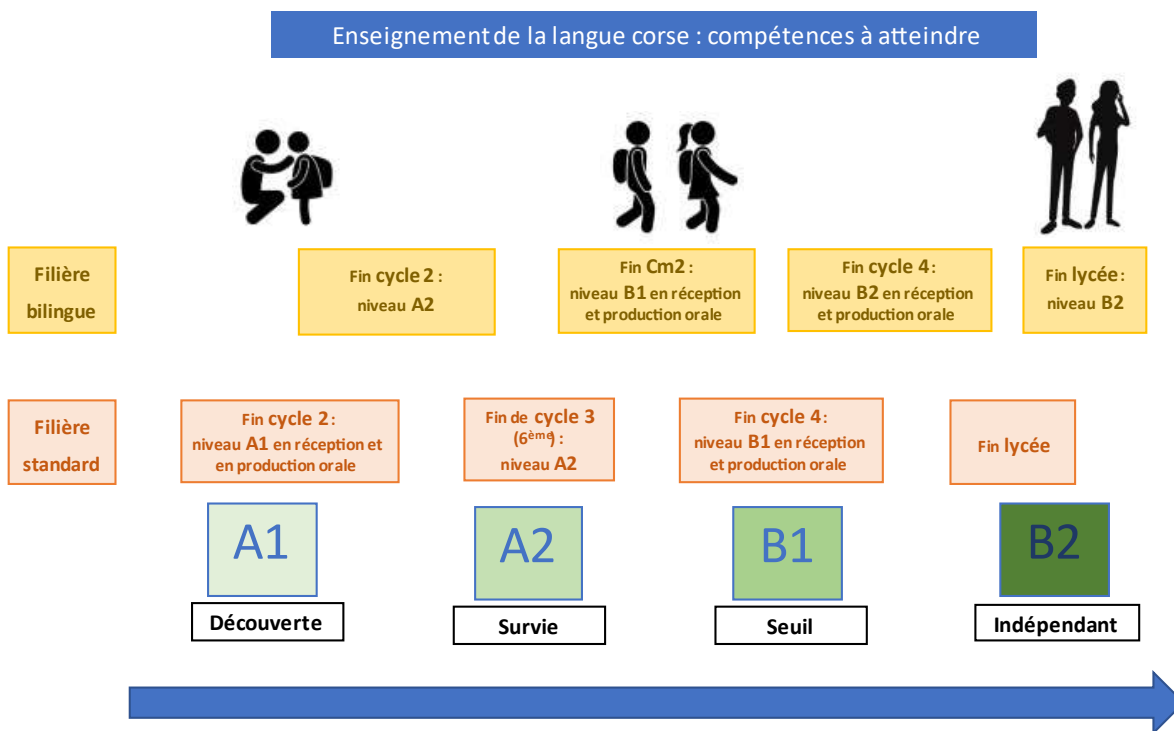 Enseignement de la langue corse : compétences à atteindre
Filière
bilingue
Fin cycle 2 :
niveau A2
Fin Cm2 :
niveau B1 en réception
et production orale
Fin cycle 4 :
niveau B2 en réception
et production orale
Fin lycée :
niveau B2
Filière
standard
Fin cycle 2 :
niveau A1 en réception et
en production orale
Fin de cycle 3
(6ème) :
niveau A2
Fin cycle 4 :
niveau B1 en réception
et production orale
Fin lycée
A1
A2
B1
B2
Découverte
Survie
Seuil
Indépendant